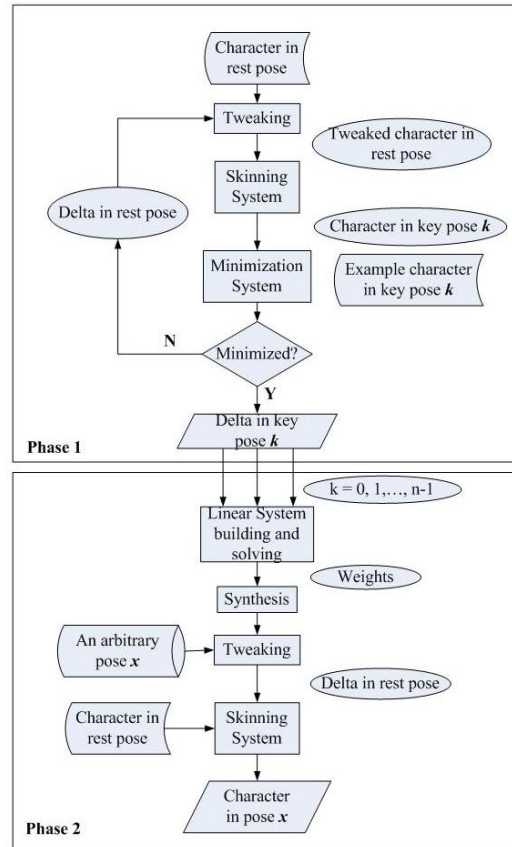 Character in
rest pose
Tweaking
Tweaked character in
rest pose
Skinning
System
Delta in rest pose
Character in key pose k
Minimization
System
Example character
in key pose k
N
Minimized?
Y
Delta in key
pose k
Phase 1
k = 0, 1,…, n-1
Linear System
building and
solving
Weights
Synthesis
An arbitrary
pose x
Tweaking
Delta in rest pose
Character in
rest pose
Skinning
System
Character
in pose x
Phase 2